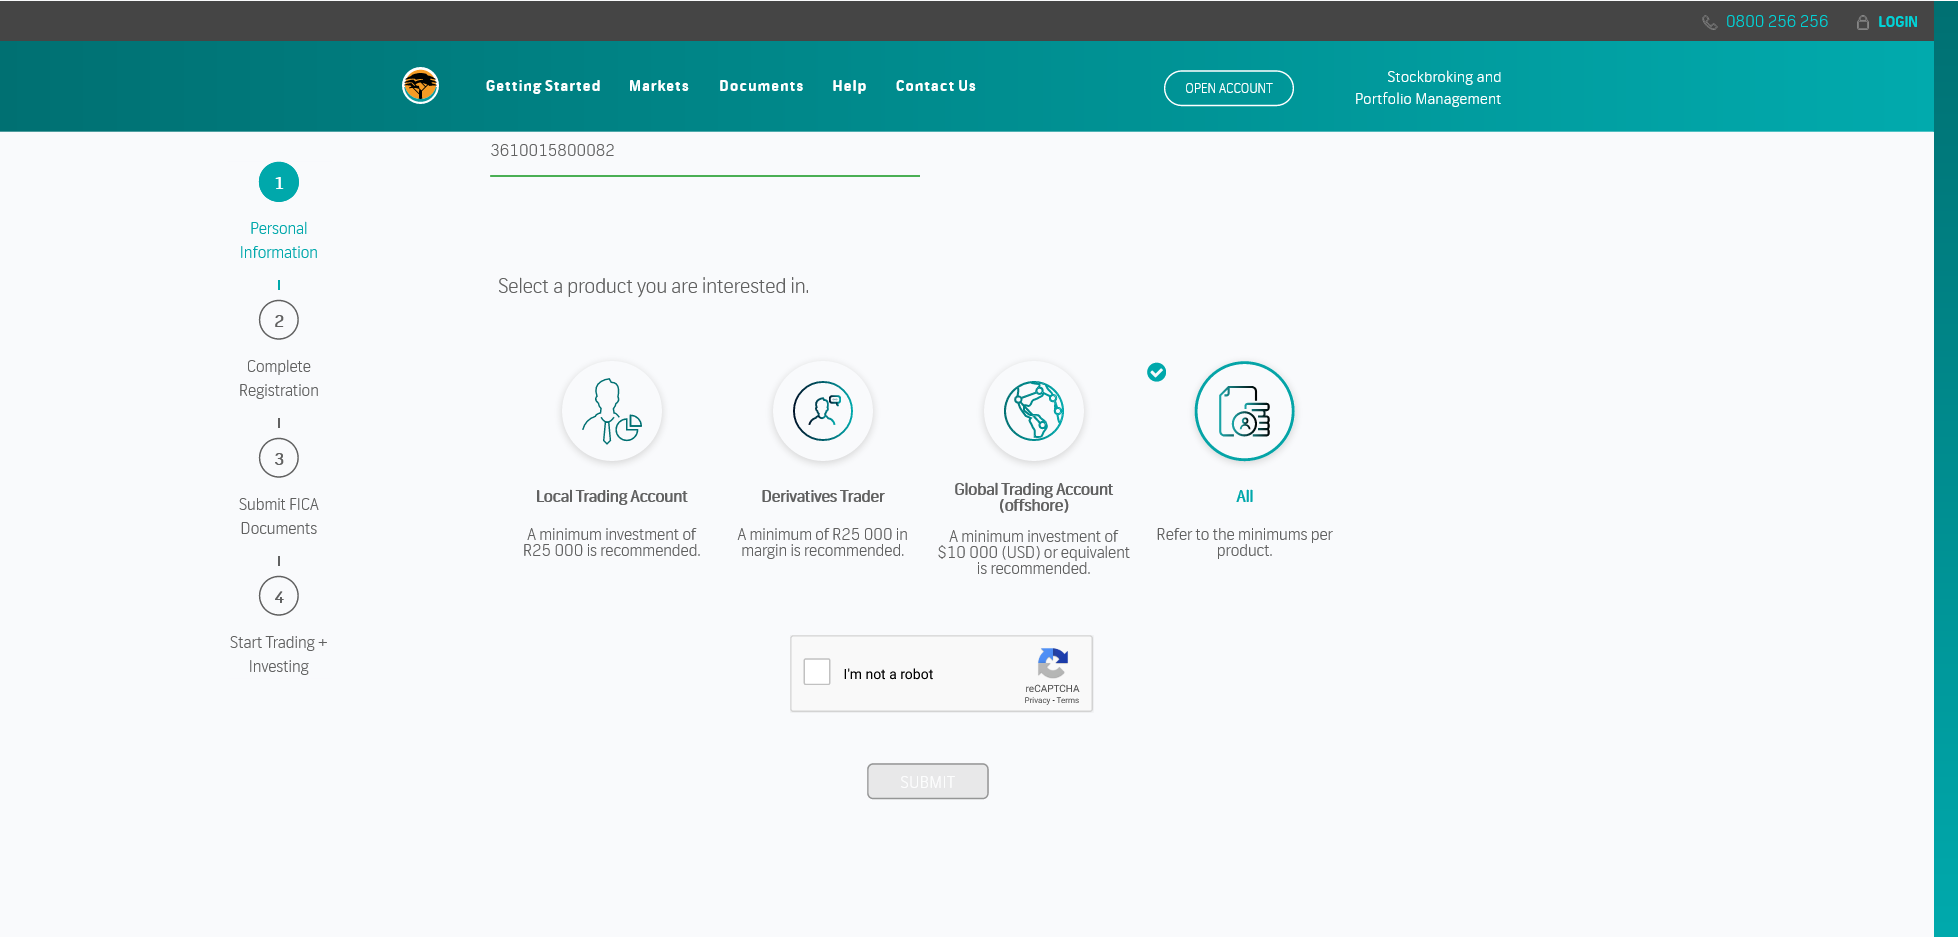 0800 256 256
LOGIN
Getting Started
Markets
Documents
Help
Contact Us
OPEN ACCOUNT
Stockbroking and
Portfolio Management
3610015800082
1
Personal
Information
2
Complete
Registration
3
Submit FICA
Documents
4
Start Trading +
Investing
Select a product you are interested in.
Local Trading Account
A minimum investment of
R25 000 is recommended.
Derivatives Trader
A minimum of R25 000 in
margin is recommended.
Global Trading Account
(offshore)
A minimum investment of
$10 000 (USD) or equivalent
is recommended.
All
Refer to the minimums per
product.
I'm not a robot
reCAPTCHA
Privacy - Terms
SUBMIT